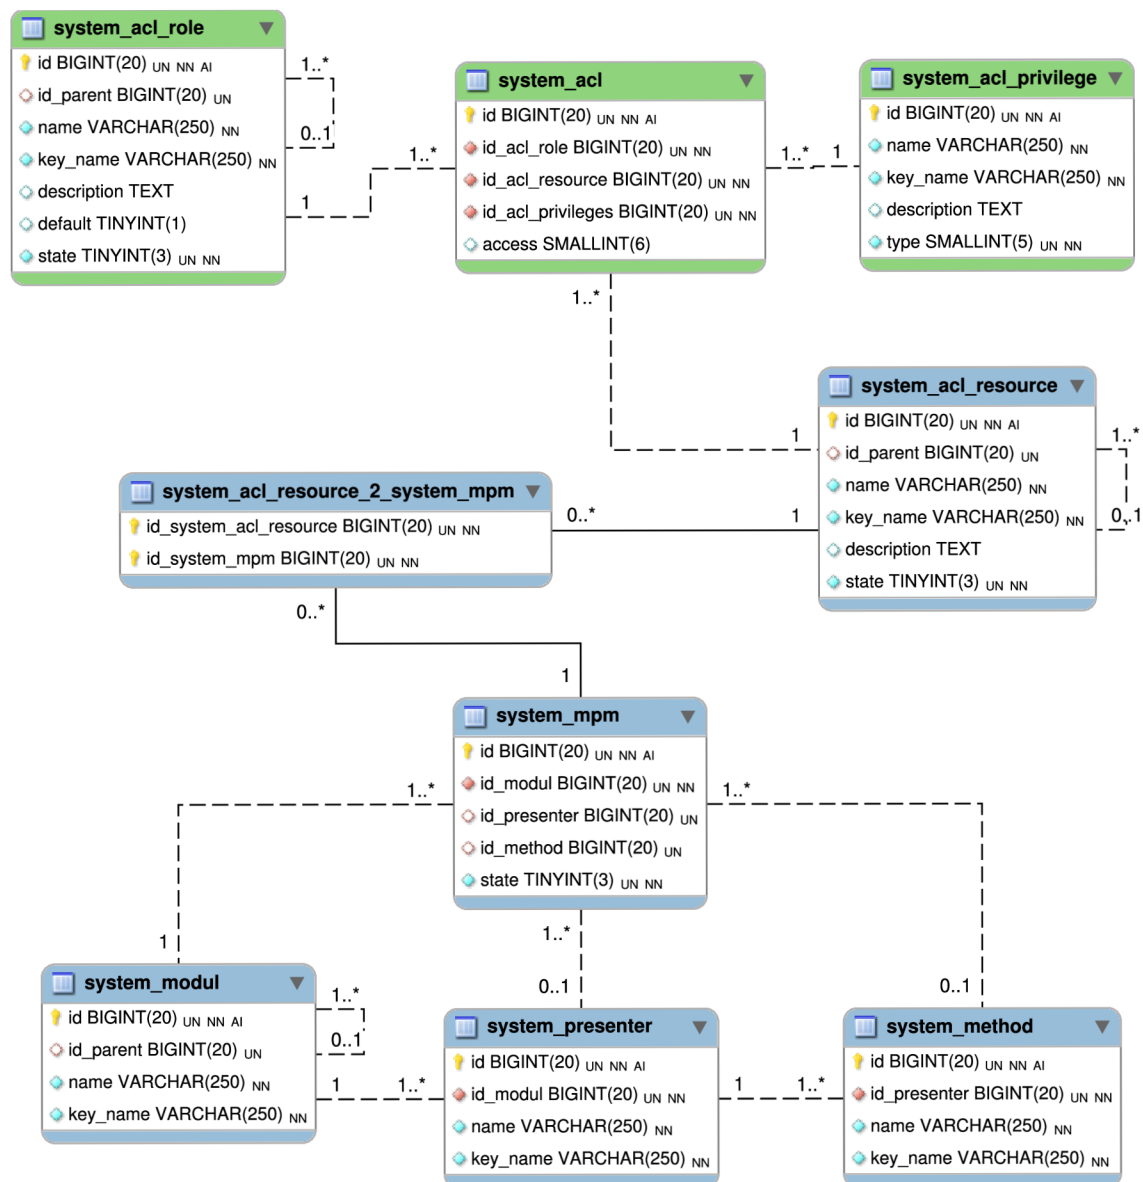 system_acl_role
id BIGINT(20) UN NN AI
id_parent BIGINT(20) UN
name VARCHAR(250) NN
key_name VARCHAR(250) NN
description TEXT
default TINYINT(1)
state TINYINT(3) UN NN
1..*
0..1
1
1..*
system_acl
id BIGINT(20) UN NN AI
id_acl_role BIGINT(20) UN NN
id_acl_resource BIGINT(20) UN NN
id_acl_privileges BIGINT(20) UN NN
access SMALLINT(6)
1..*
1
system_acl_privilege
id BIGINT(20) UN NN AI
name VARCHAR(250) NN
key_name VARCHAR(250) NN
description TEXT
type SMALLINT(5) UN NN
1..*
1
system_acl_resource
id BIGINT(20) UN NN AI
id_parent BIGINT(20) UN
name VARCHAR(250) NN
key_name VARCHAR(250) NN
description TEXT
state TINYINT(3) UN NN
1..*
0..1
system_acl_resource_2_system_mpm
id_system_acl_resource BIGINT(20) UN NN
id_system_mpm BIGINT(20) UN NN
0..*
1
0..*
1
system_mpm
id BIGINT(20) UN NN AI
id_modul BIGINT(20) UN NN
id_presenter BIGINT(20) UN
id_method BIGINT(20) UN
state TINYINT(3) UN NN
1..*
1..*
1
1..*
0..1
0..1
system_modul
id BIGINT(20) UN NN AI
id_parent BIGINT(20) UN
name VARCHAR(250) NN
key_name VARCHAR(250) NN
1..*
0..1
1
1..*
system_presenter
id BIGINT(20) UN NN AI
id_modul BIGINT(20) UN NN
name VARCHAR(250) NN
key_name VARCHAR(250) NN
1
1..*
system_method
id BIGINT(20) UN NN AI
id_presenter BIGINT(20) UN NN
name VARCHAR(250) NN
key_name VARCHAR(250) NN